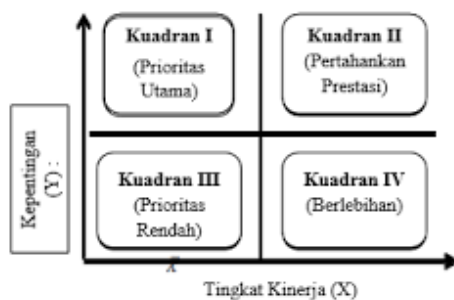 Kuadran I
(Prioritas
Utama)
Kuadran II
(Pertahankan
Prestasi)
Kepentingan
(Y) :
Kuadran III
(Prioritas
Rendah)
Kuadran IV
(Berlebihan)
X
Tingkat Kinerja (X)